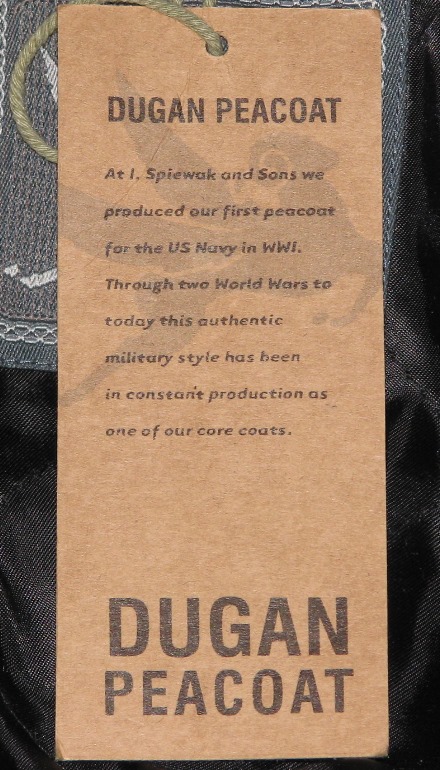 DUGAN PEACOAT
At I. Spiewak and Sons we
produced our first peacoat
for the US Navy in WWI.
Through two World Wars to
today this authentic
military style has been
in constant production as
one of our core coats.
DUGAN
PEACOAT